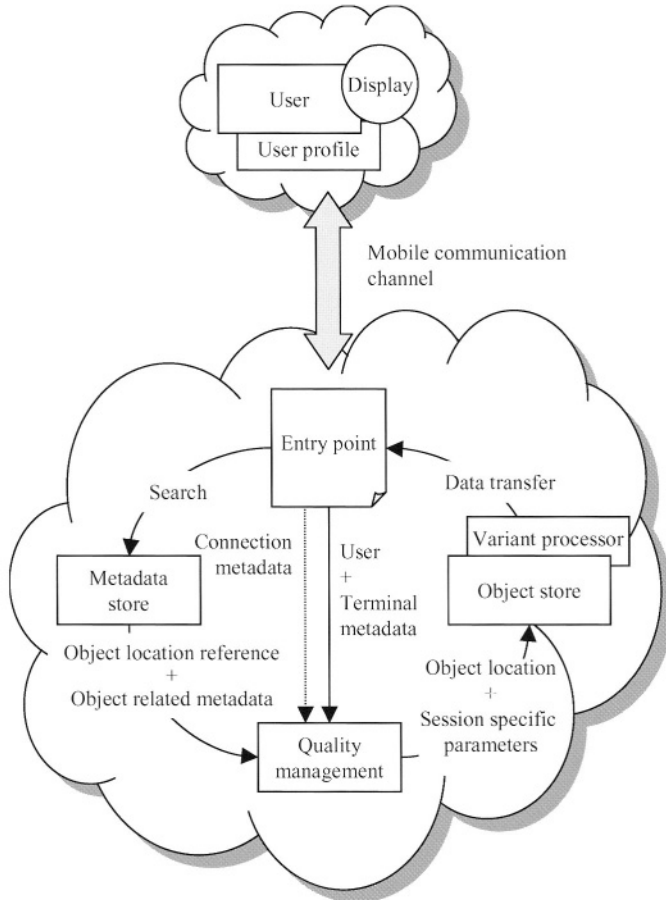 Display
User
User profile
Mobile communication
channel
Entry point
Search
Data transfer
Connection
metadata
User
+
Terminal
metadata
Variant processor
Object store
Metadata
store
Object location reference
+
Object related metadata
Object location
+
Session specific
parameters
Quality
management